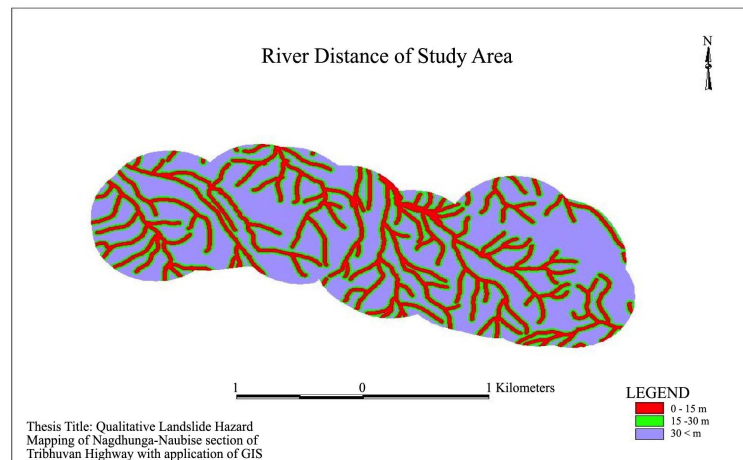 River Distance of Study Area
N
1 0 1 Kilometers
LEGEND
0 - 15 m
15 -30 m
30 < m
Thesis Title: Qualitative Landslide Hazard
Mapping of Nagdhunga-Naubise section of
Tribhuvan Highway with application of GIS